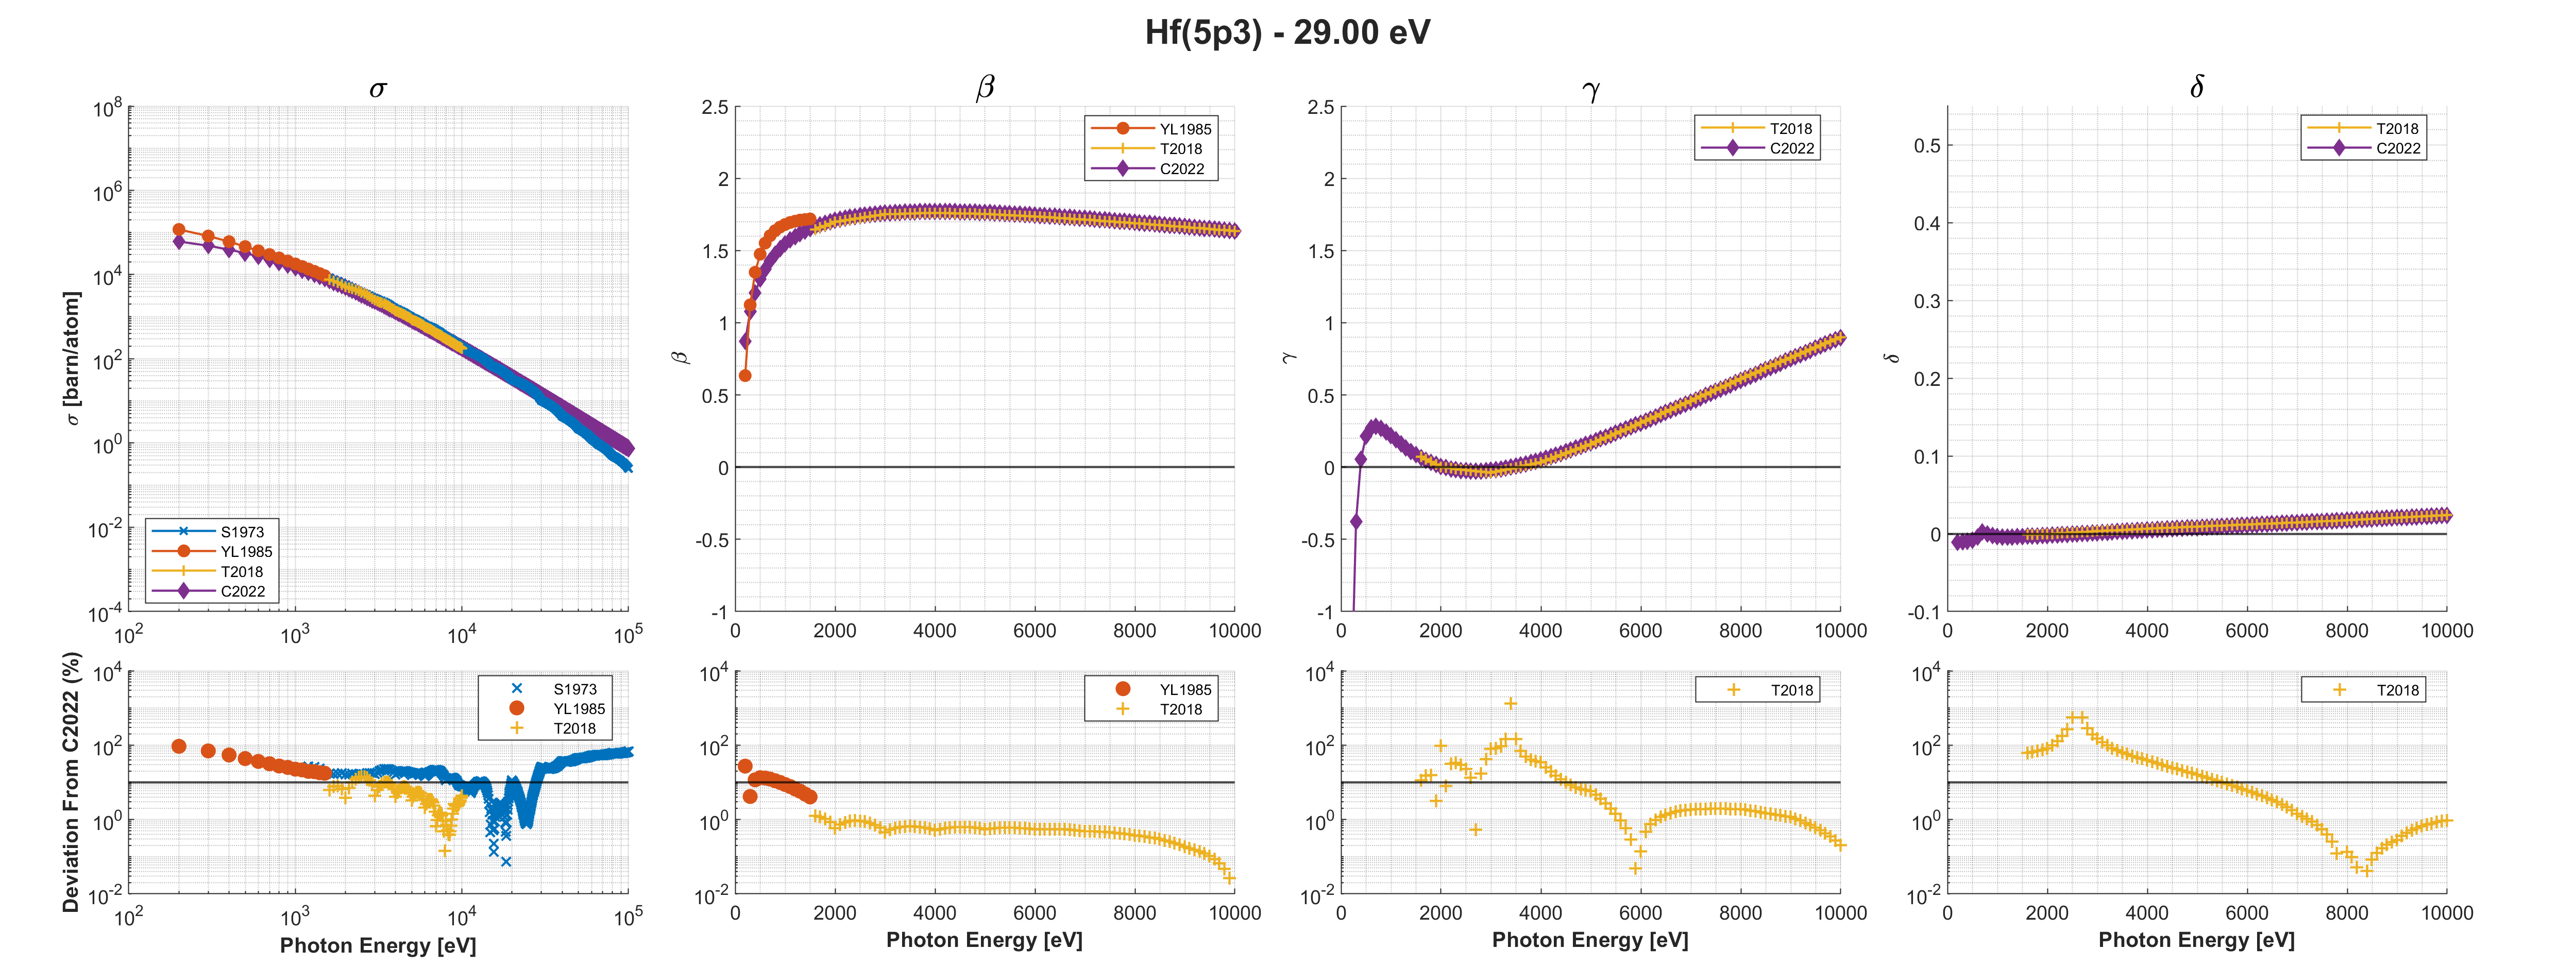 Hf(5p3) - 29.00 eV
σ
σ [barn/atom]
10^8
10^6
10^4
10^2
10^0
10^-2
10^-4
10^2 10^3 10^4 10^5
S1973
YL1985
T2018
C2022
β
β
2.5
2
1.5
1
0.5
0
-0.5
-1
0 2000 4000 6000 8000 10000
YL1985
T2018
C2022
γ
γ
2.5
2
1.5
1
0.5
0
-0.5
-1
0 2000 4000 6000 8000 10000
T2018
C2022
δ
δ
0.5
0.4
0.3
0.2
0.1
0
-0.1
0 2000 4000 6000 8000 10000
T2018
C2022
Deviation From C2022 (%)
10^4
10^2
10^0
10^-2
10^2 10^3 10^4 10^5
Photon Energy [eV]
S1973
YL1985
T2018
10^4
10^2
10^0
10^-2
0 2000 4000 6000 8000 10000
Photon Energy [eV]
YL1985
T2018
10^4
10^2
10^0
10^-2
0 2000 4000 6000 8000 10000
Photon Energy [eV]
T2018
10^4
10^2
10^0
10^-2
0 2000 4000 6000 8000 10000
Photon Energy [eV]
T2018